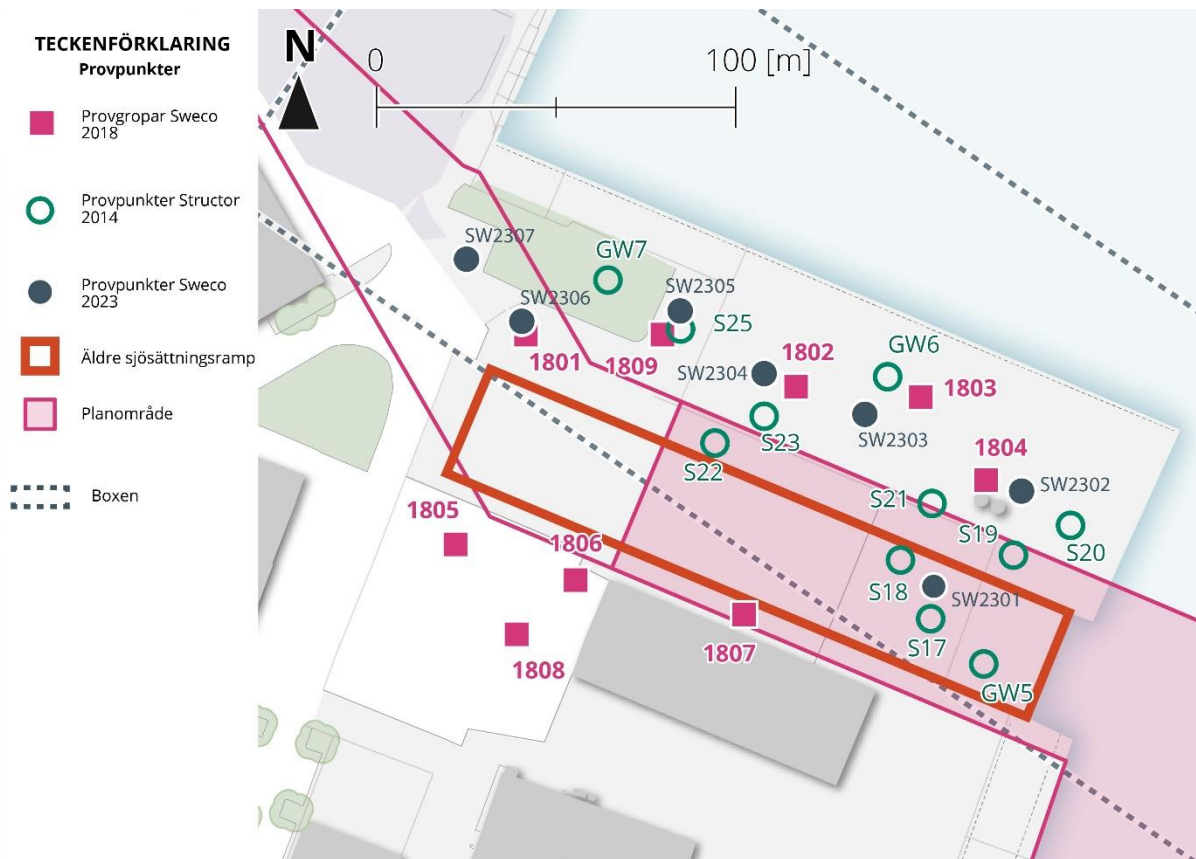 TECKENFÖRKLARING
Provpunkter
Provgropar Sweco
2018
Provpunkter Structor
2014
Provpunkter Sweco
2023
Äldre sjösättningsramp
Planområde
Boxen
N
0
100 [m]
SW2307
GW7
SW2306
SW2305
S25
1801
1809
SW2304
1802
GW6
1803
S23
SW2303
S22
1804
SW2302
S21
S19
S20
1805
1806
S18
SW2301
S17
1807
1808
GW5